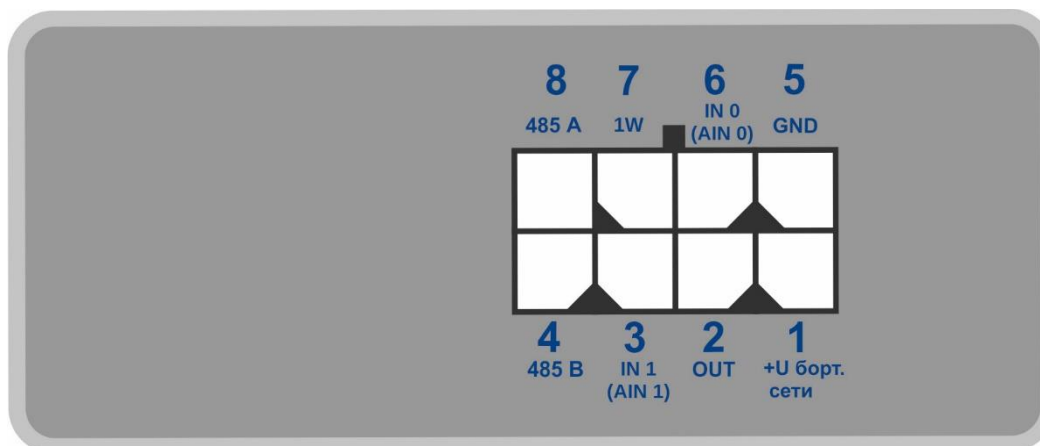 8 7 6 5
485 A 1W IN 0 GND
(AIN 0)
4 3 2 1
485 B IN 1 OUT +U борт.
(AIN 1) сети